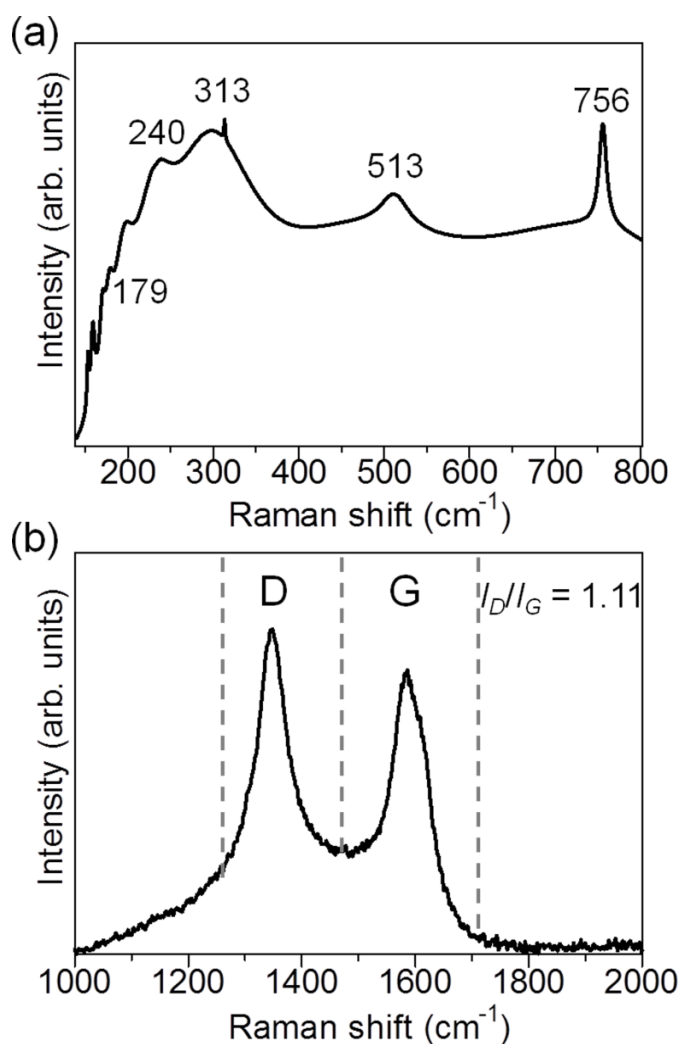 (a)
Intensity (arb. units)
179
240
313
513
756
200 300 400 500 600 700 800
Raman shift (cm⁻¹)
(b)
Intensity (arb. units)
D
G
I_D/I_G = 1.11
1000 1200 1400 1600 1800 2000
Raman shift (cm⁻¹)